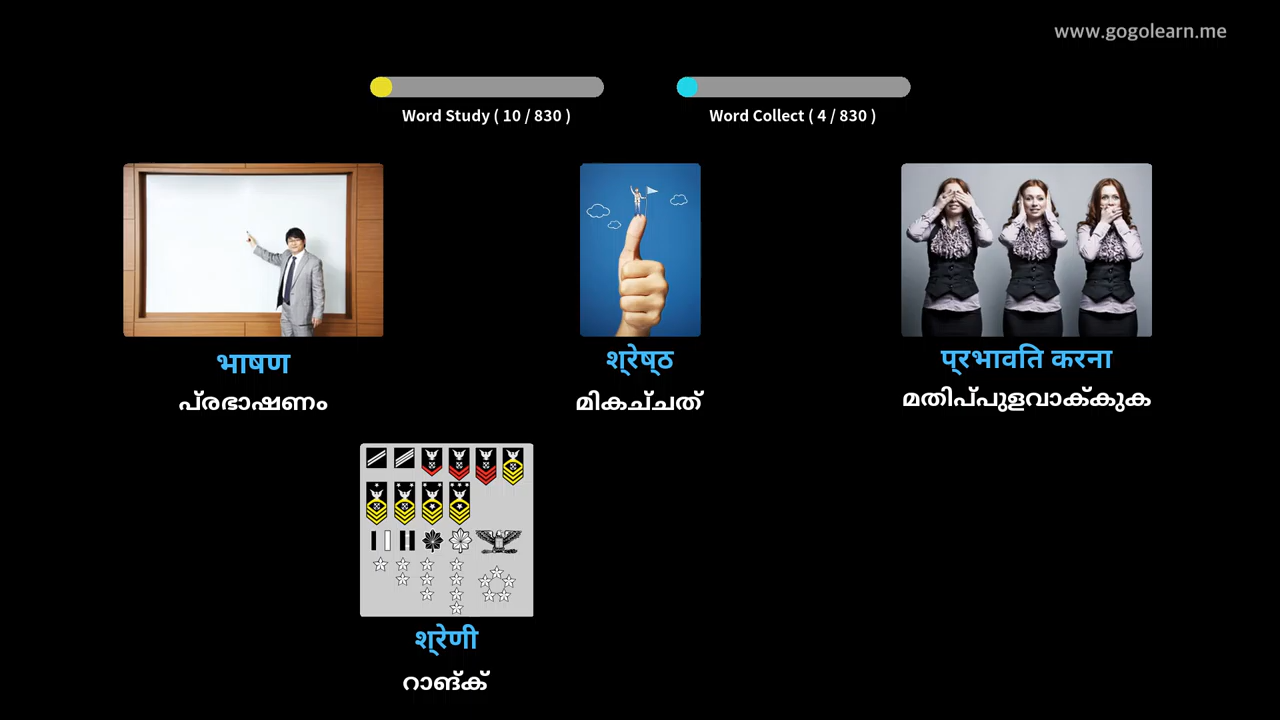 www.gogolearn.me
Word Study ( 10 / 830 )
Word Collect ( 4 / 830 )
भाषण
പ്രഭാഷണം
श्रेष्ठ
മികച്ചത്
प्रभावति करना
മതിപ്പുളവാക്കുക
श्रेणी
റാങ്ക്